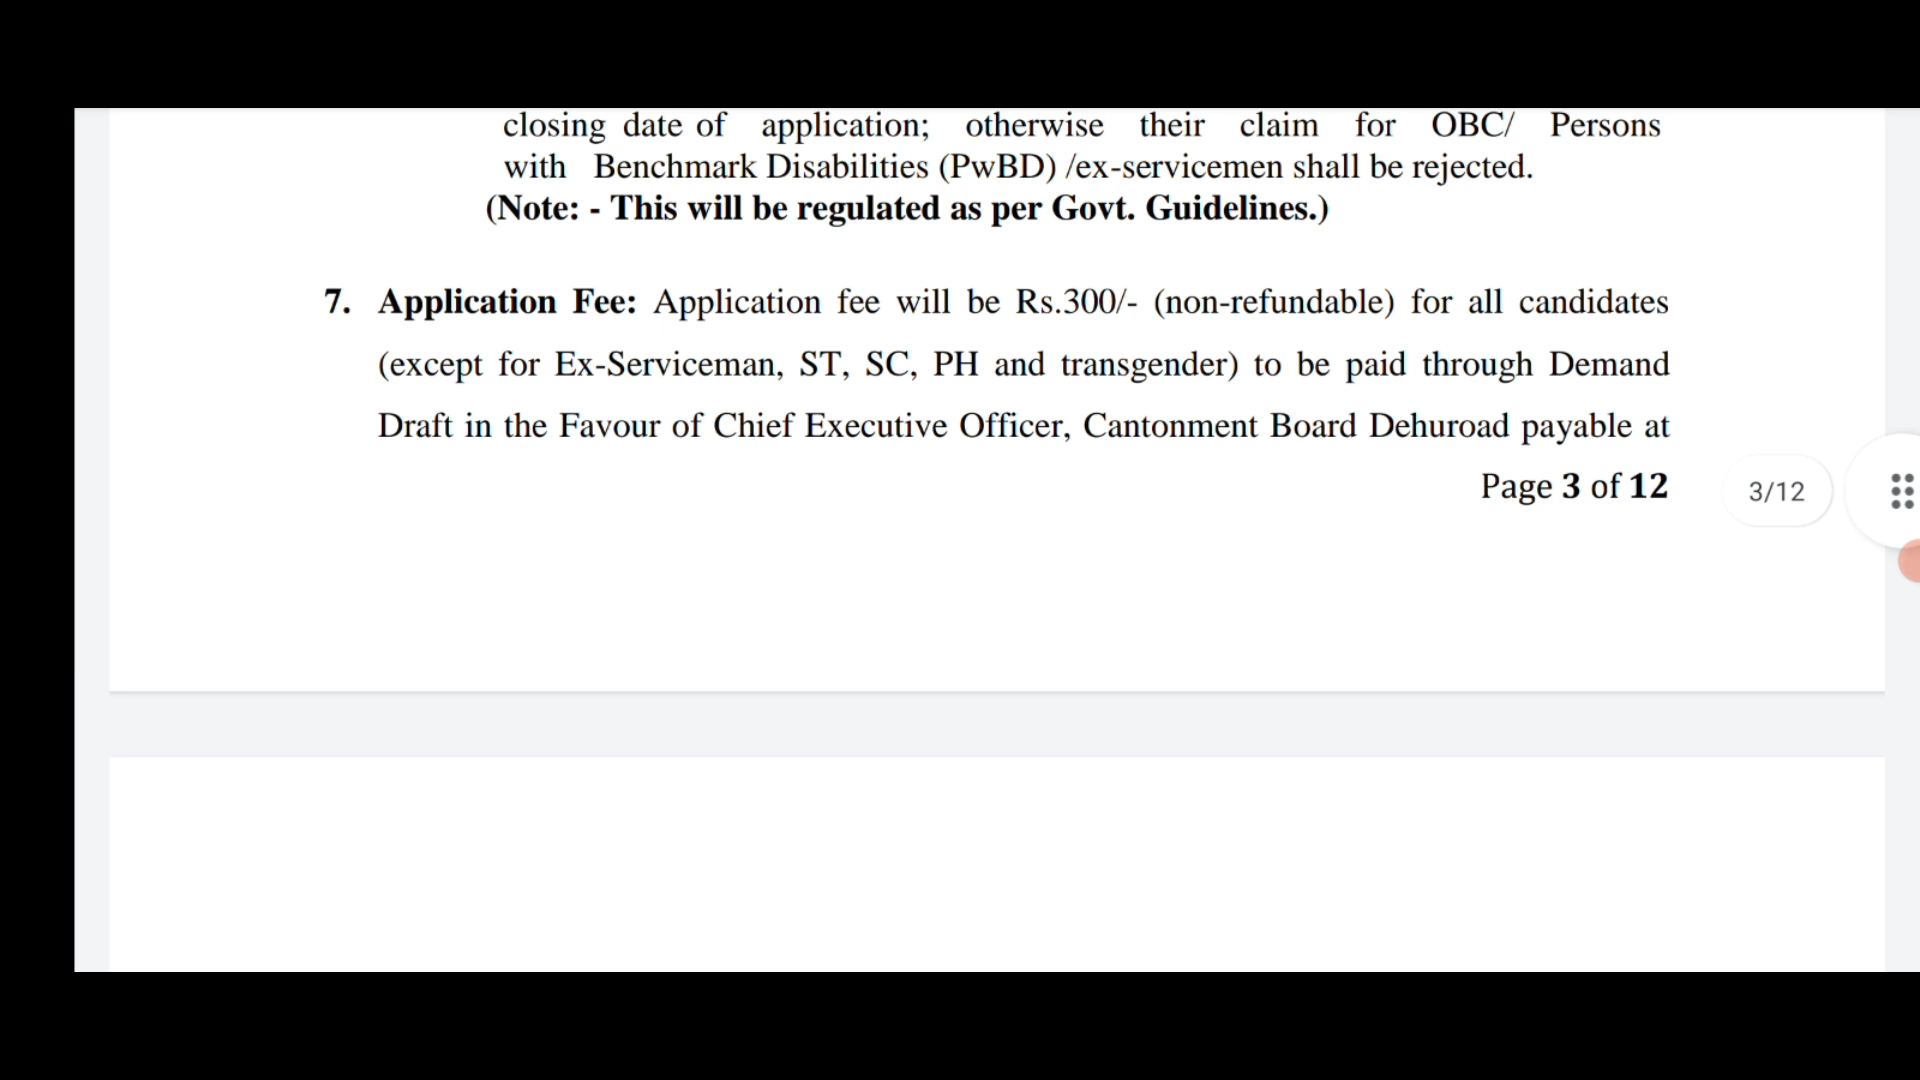 closing date of application; otherwise their claim for OBC/ Persons
with Benchmark Disabilities (PwBD) /ex-servicemen shall be rejected.
(Note: - This will be regulated as per Govt. Guidelines.)
7. Application Fee: Application fee will be Rs.300/- (non-refundable) for all candidates
(except for Ex-Serviceman, ST, SC, PH and transgender) to be paid through Demand
Draft in the Favour of Chief Executive Officer, Cantonment Board Dehuroad payable at
Page 3 of 12
3/12